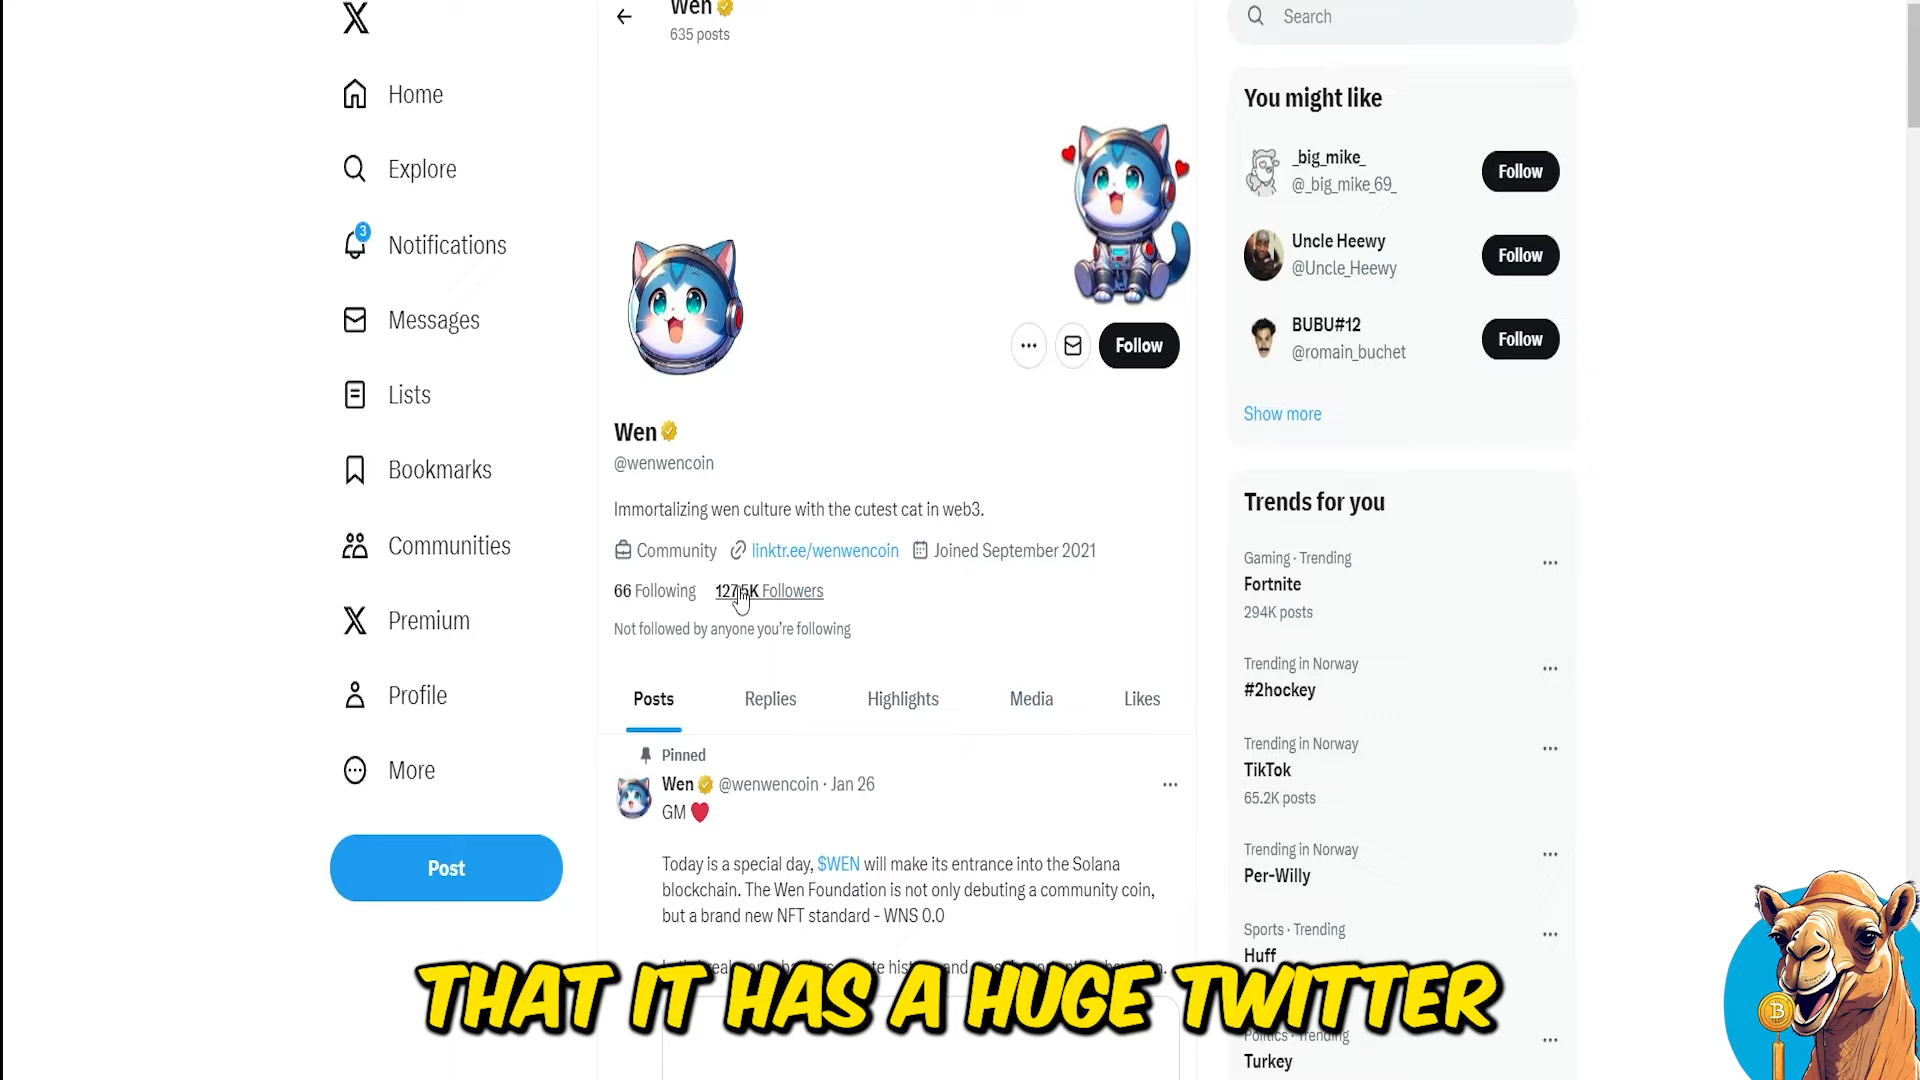 X
Home
Explore
3
Notifications
Messages
Lists
Bookmarks
Communities
Premium
Profile
More
Post
Wen
635 posts
Follow
Wen
@wenwencoin
Immortalizing wen culture with the cutest cat in web3.
Community linktr.ee/wenwencoin Joined September 2021
66 Following 127.5K Followers
Not followed by anyone you're following
Posts Replies Highlights Media Likes
Pinned
Wen @wenwencoin · Jan 26
GM ❤️
Today is a special day, $WEN will make its entrance into the Solana
blockchain. The Wen Foundation is not only debuting a community coin,
but a brand new NFT standard - WNS 0.0
THAT IT HAS A HUGE TWITTER
Search
You might like
_big_mike_
@_big_mike_69_
Follow
Uncle Heewy
@Uncle_Heewy
Follow
BUBU#12
@romain_buchet
Follow
Show more
Trends for you
Gaming · Trending
Fortnite
294K posts
Trending in Norway
#2hockey
Trending in Norway
TikTok
65.2K posts
Trending in Norway
Per-Willy
Sports · Trending
Huff
Politics · Trending
Turkey